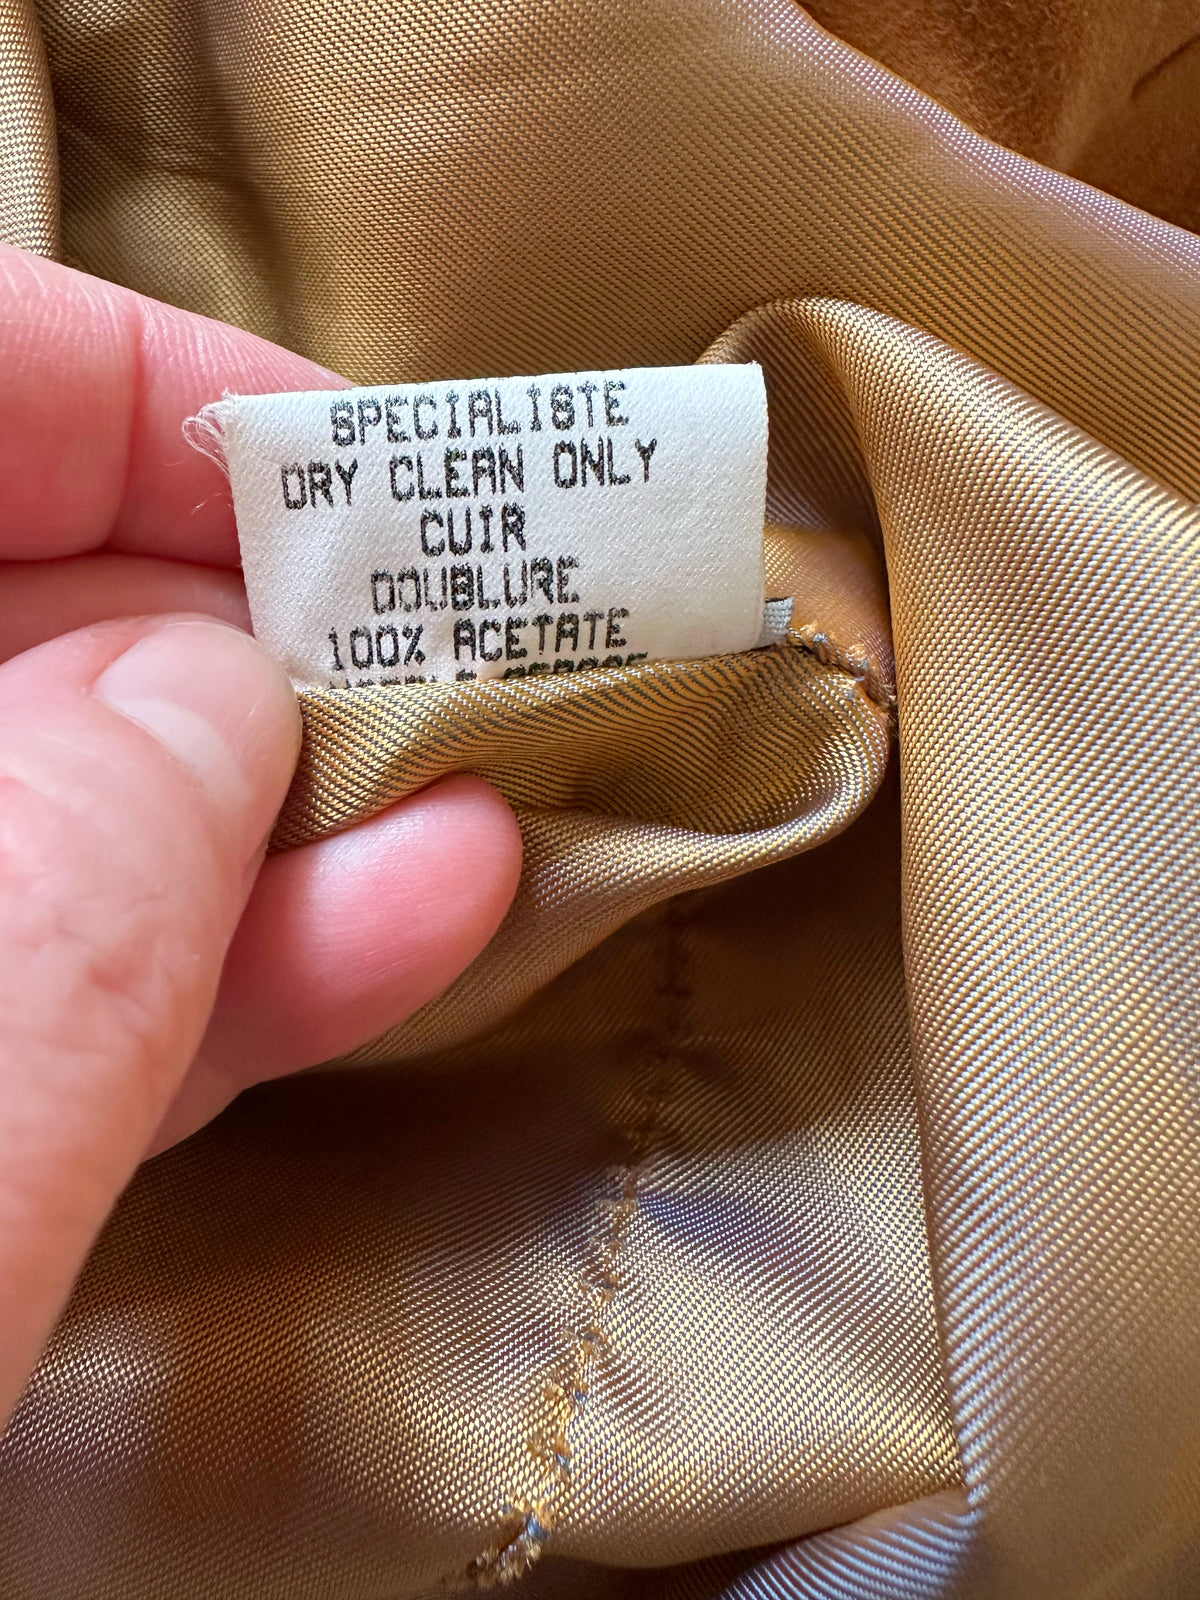 SPECIALISTE
DRY CLEAN ONLY
CUIR
DOUBLURE
100% ACETATE